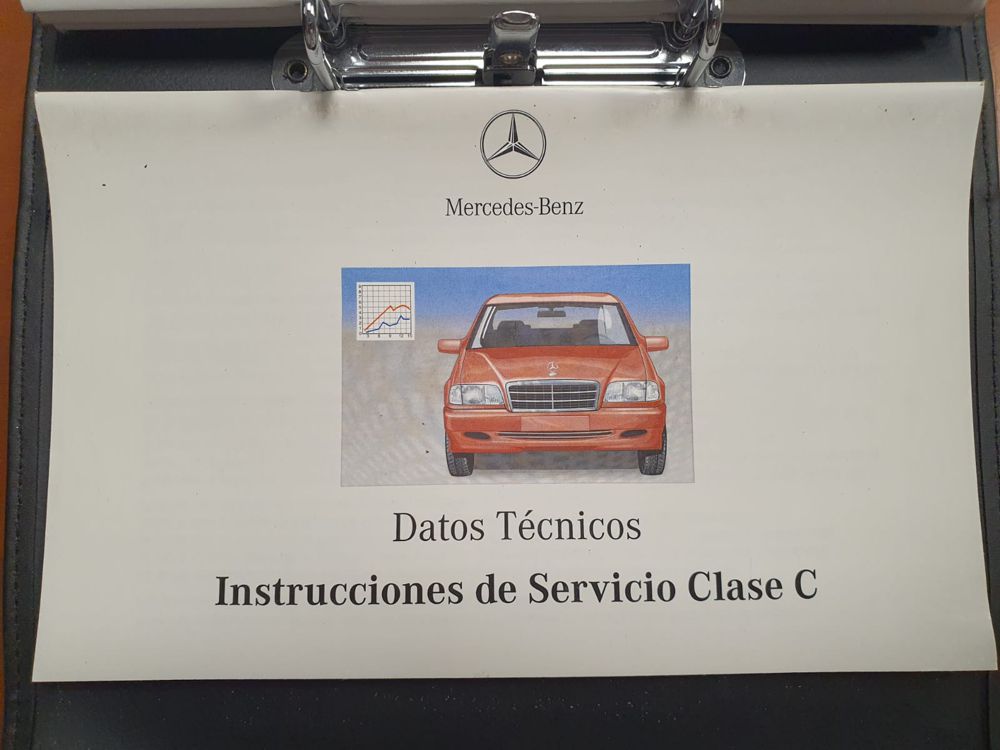 Mercedes-Benz
Datos Técnicos
Instrucciones de Servicio Clase C